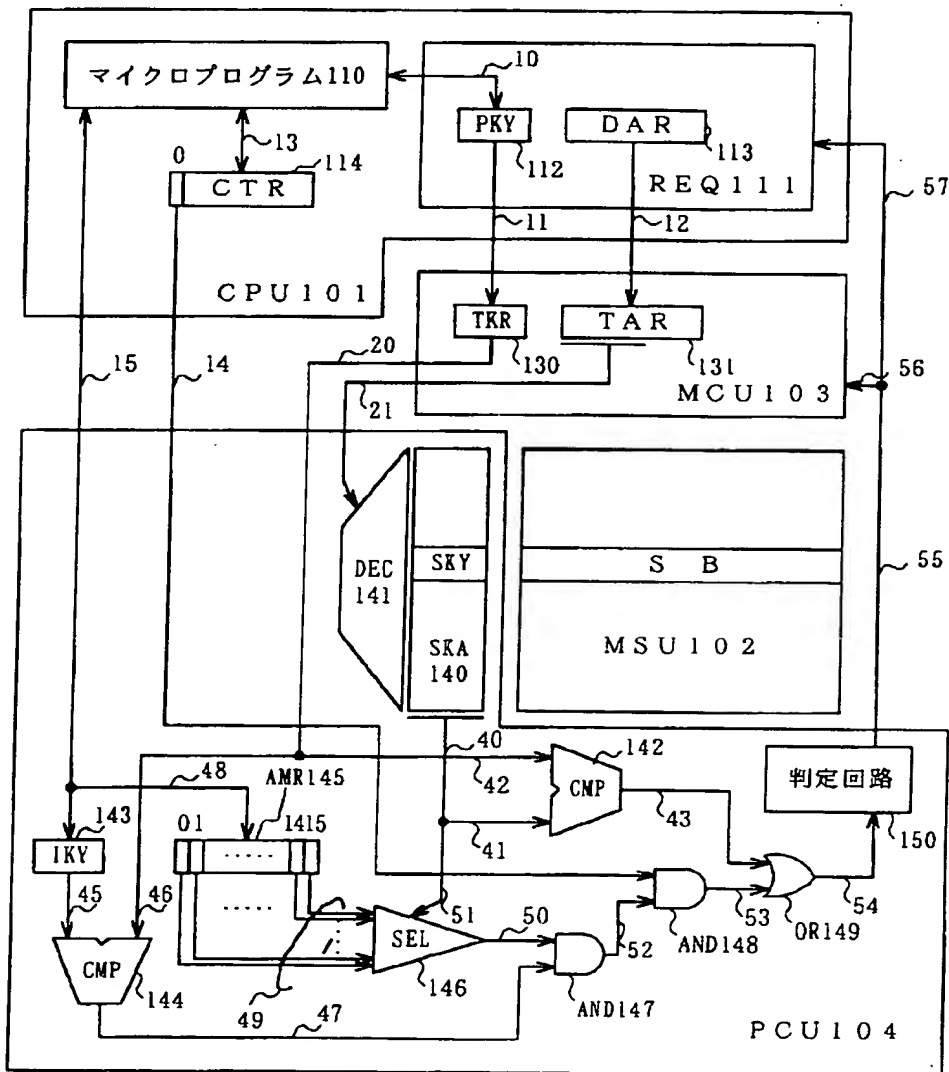 マイクロプログラム110
10
PKY
112
DAR
113
REQ111
57
0
13
114
CTR
11
12
CPU101
15
14
20
TKR
130
TAR
131
MCU103
56
21
DEC
141
SKY
SKA
140
SB
MSU102
55
40
48
AMR145
42
142
CMP
43
判定回路
150
143
IKY
01
.....
1415
41
45
46
.....
51
50
52
AND148
53
OR149
54
CMP
144
49
SEL
146
47
AND147
PCU104